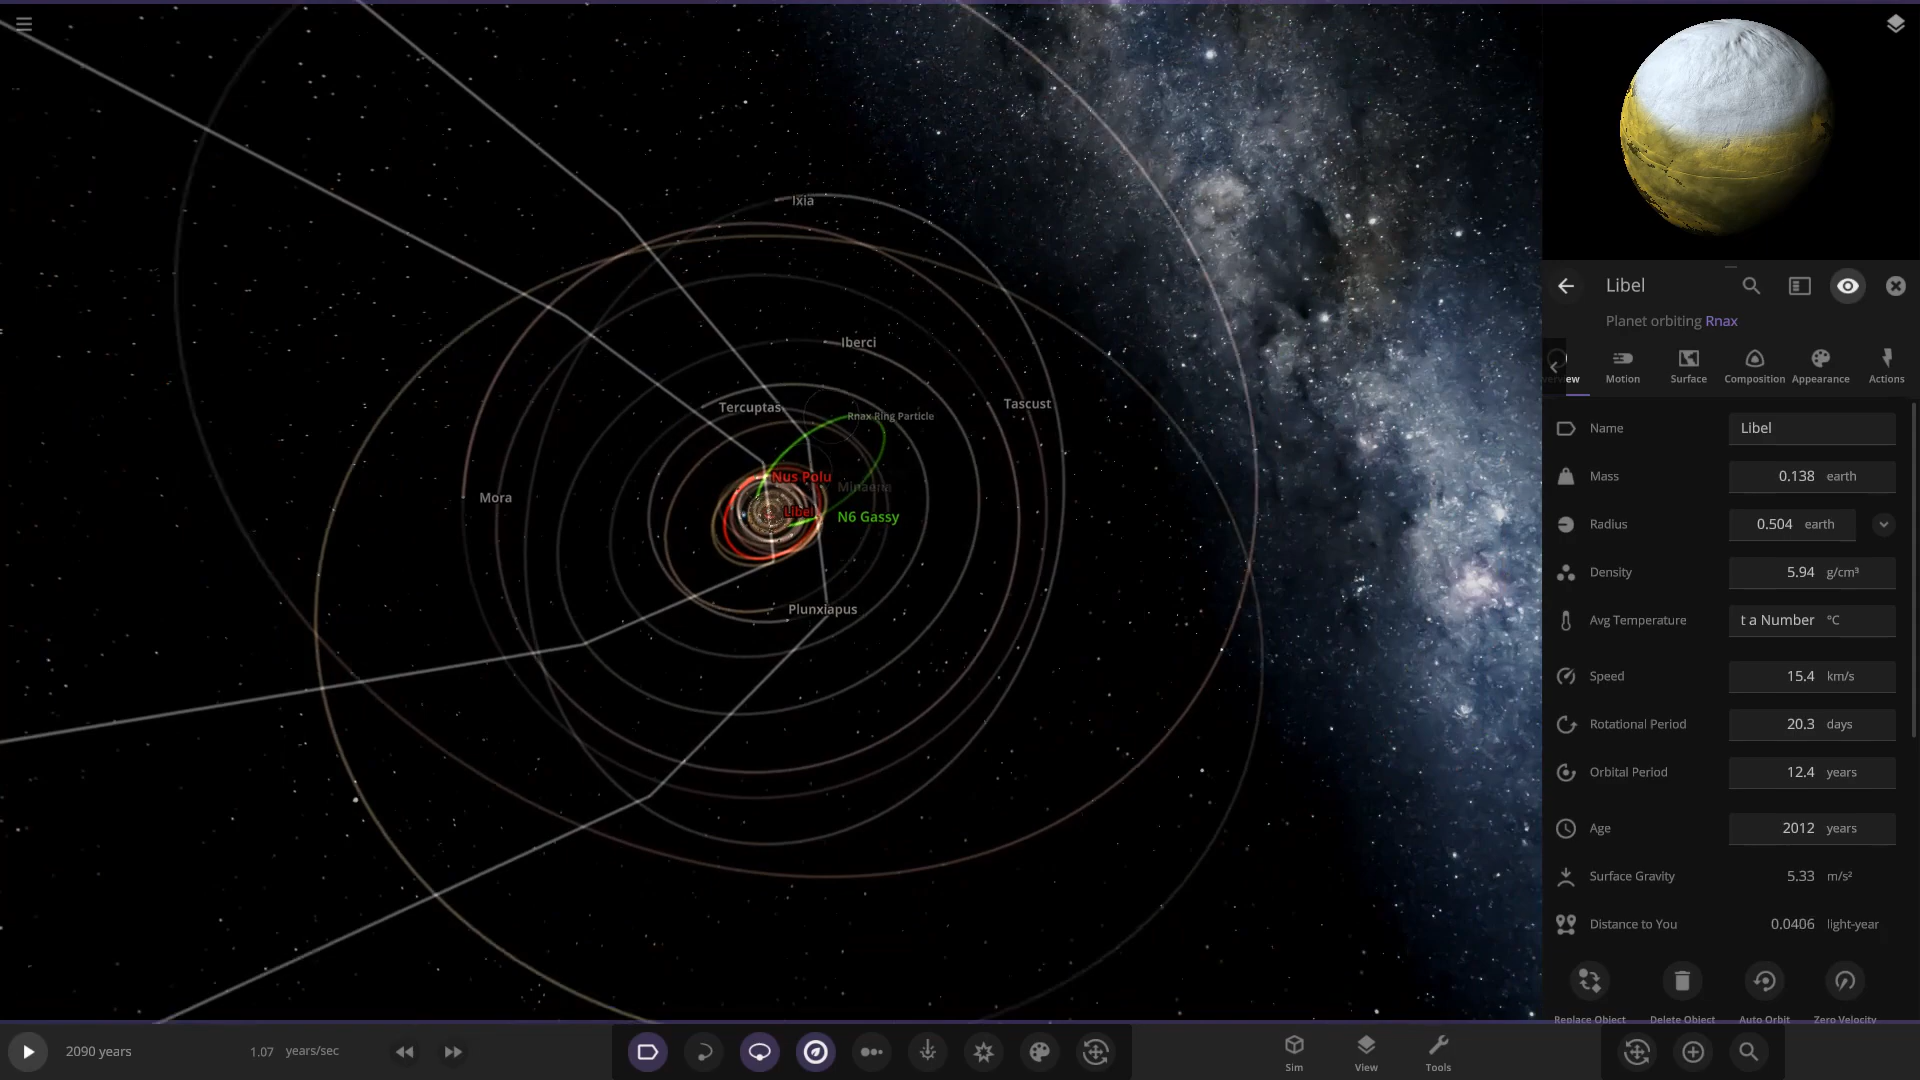 Ixia
Iberci
Tercuptas
Rnax Ring Particle
Tascust
Nus Polu
Minaena
Mora
Libel
N6 Gassy
Plunxiapus
Libel
Planet orbiting Rnax
Motion
Surface
Composition
Appearance
Actions
Name Libel
Mass 0.138 earth
Radius 0.504 earth
Density 5.94 g/cm³
Avg Temperature t a Number °C
Speed 15.4 km/s
Rotational Period 20.3 days
Orbital Period 12.4 years
Age 2012 years
Surface Gravity 5.33 m/s²
Distance to You 0.0406 light-year
Replace Object Delete Object Auto Orbit Zero Velocity
2090 years 1.07 years/sec
Sim View Tools